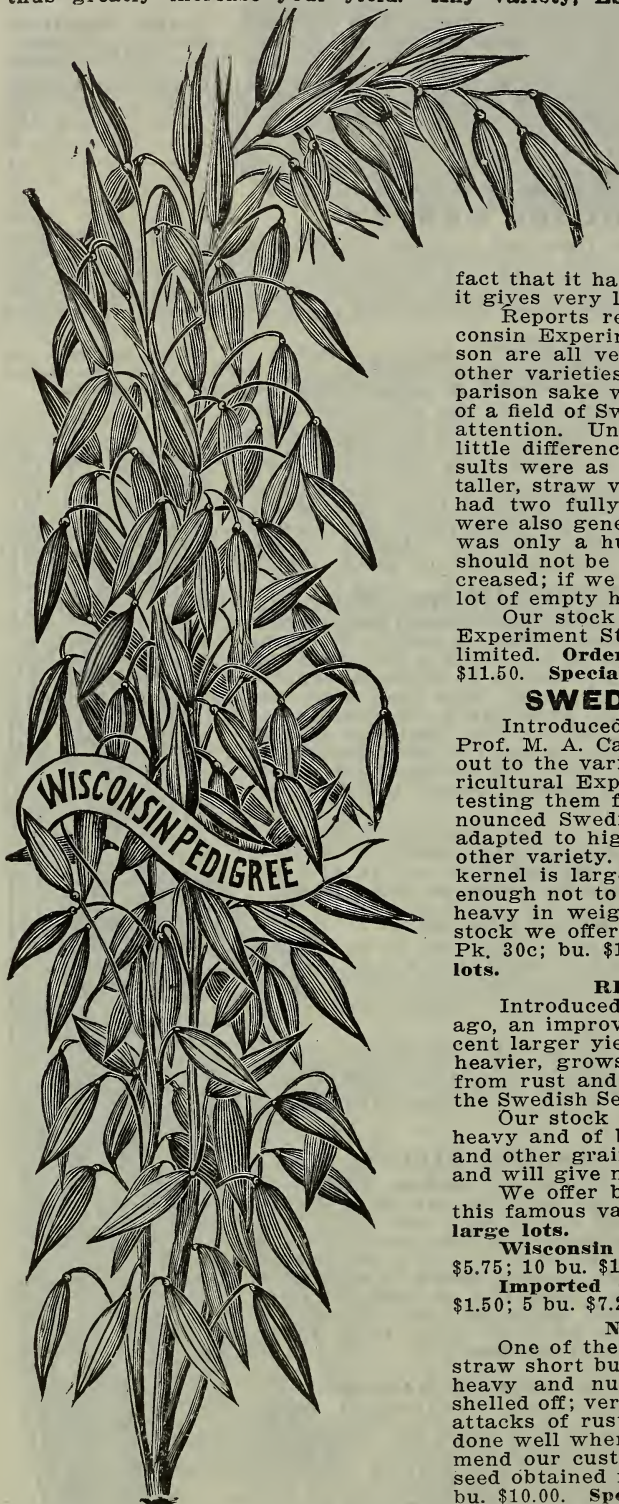 thus greatly increase your yield. Any variety,
WISCONSIN PEDIGREE
fact that it ha
it gives very l
Reports re
consin Experin
son are all ve
other varieties
parison sake w
of a field of Sw
attention. Un
little differenc
sults were as
taller, straw v
had two fully
were also gene
was only a hu
should not be
creased; if we
lot of empty h
Our stock
Experiment St
limited. Order
$11.50. Specia
SWED
Introduced
Prof. M. A. Ca
out to the vari
ricultural Exp
testing them f
nounced Swedi
adapted to hig
other variety.
kernel is larg
enough not to
heavy in weig
stock we offer
Pk. 30c; bu. $1
lots.
RE
Introduced
ago, an improv
cent larger yie
heavier, grows
from rust and
the Swedish Se
Our stock
heavy and of b
and other grai
and will give r
We offer b
this famous va
large lots.
Wisconsin
$5.75; 10 bu. $1
Imported
$1.50; 5 bu. $7.2
N
One of the
straw short bu
heavy and nu
shelled off; ver
attacks of rus
done well whe
mend our cust
seed obtained
bu. $10.00. Spe